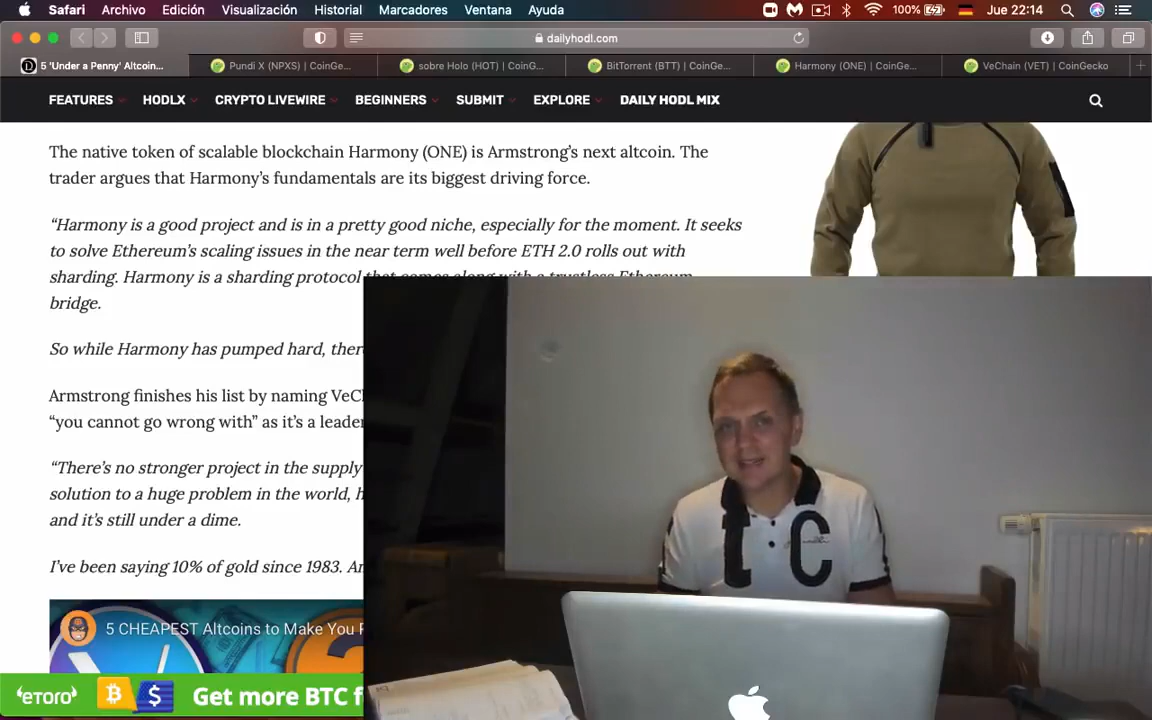 Safari Archivo Edición Visualización Historial Marcadores Ventana Ayuda 100% Jue 22:14
dailyhodl.com
5 'Under a Penny' Altcoin... Pundi X (NPXS) | CoinGe... sobre Holo (HOT) | CoinG... BitTorrent (BTT) | CoinGe... Harmony (ONE) | CoinGe... VeChain (VET) | CoinGecko
FEATURES HODLX CRYPTO LIVEWIRE BEGINNERS SUBMIT EXPLORE DAILY HODL MIX
The native token of scalable blockchain Harmony (ONE) is Armstrong's next altcoin. The
trader argues that Harmony's fundamentals are its biggest driving force.
“Harmony is a good project and is in a pretty good niche, especially for the moment. It seeks
to solve Ethereum's scaling issues in the near term well before ETH 2.0 rolls out with
sharding. Harmony is a sharding protocol that comes along with a trustless Ethereum
bridge.
So while Harmony has pumped hard,
Armstrong finishes his list by naming
“you cannot go wrong with” as it's a leader
“There's no stronger project in the supply
solution to a huge problem in the world,
and it's still under a dime.
I've been saying 10% of gold since 1983.
5 CHEAPEST Altcoins to Make You
eToro Get more BTC
IC